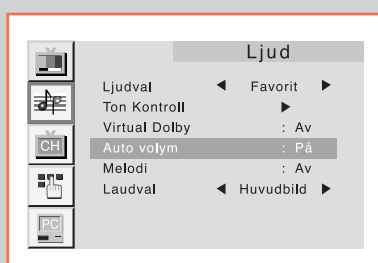 Ljud
Ljudval ◀ Favorit ▶
Ton Kontroll ▶
Virtual Dolby : Av
CH Auto volym : På
Melodi : Av
Laudval ◀ Huvudbild ▶
PC